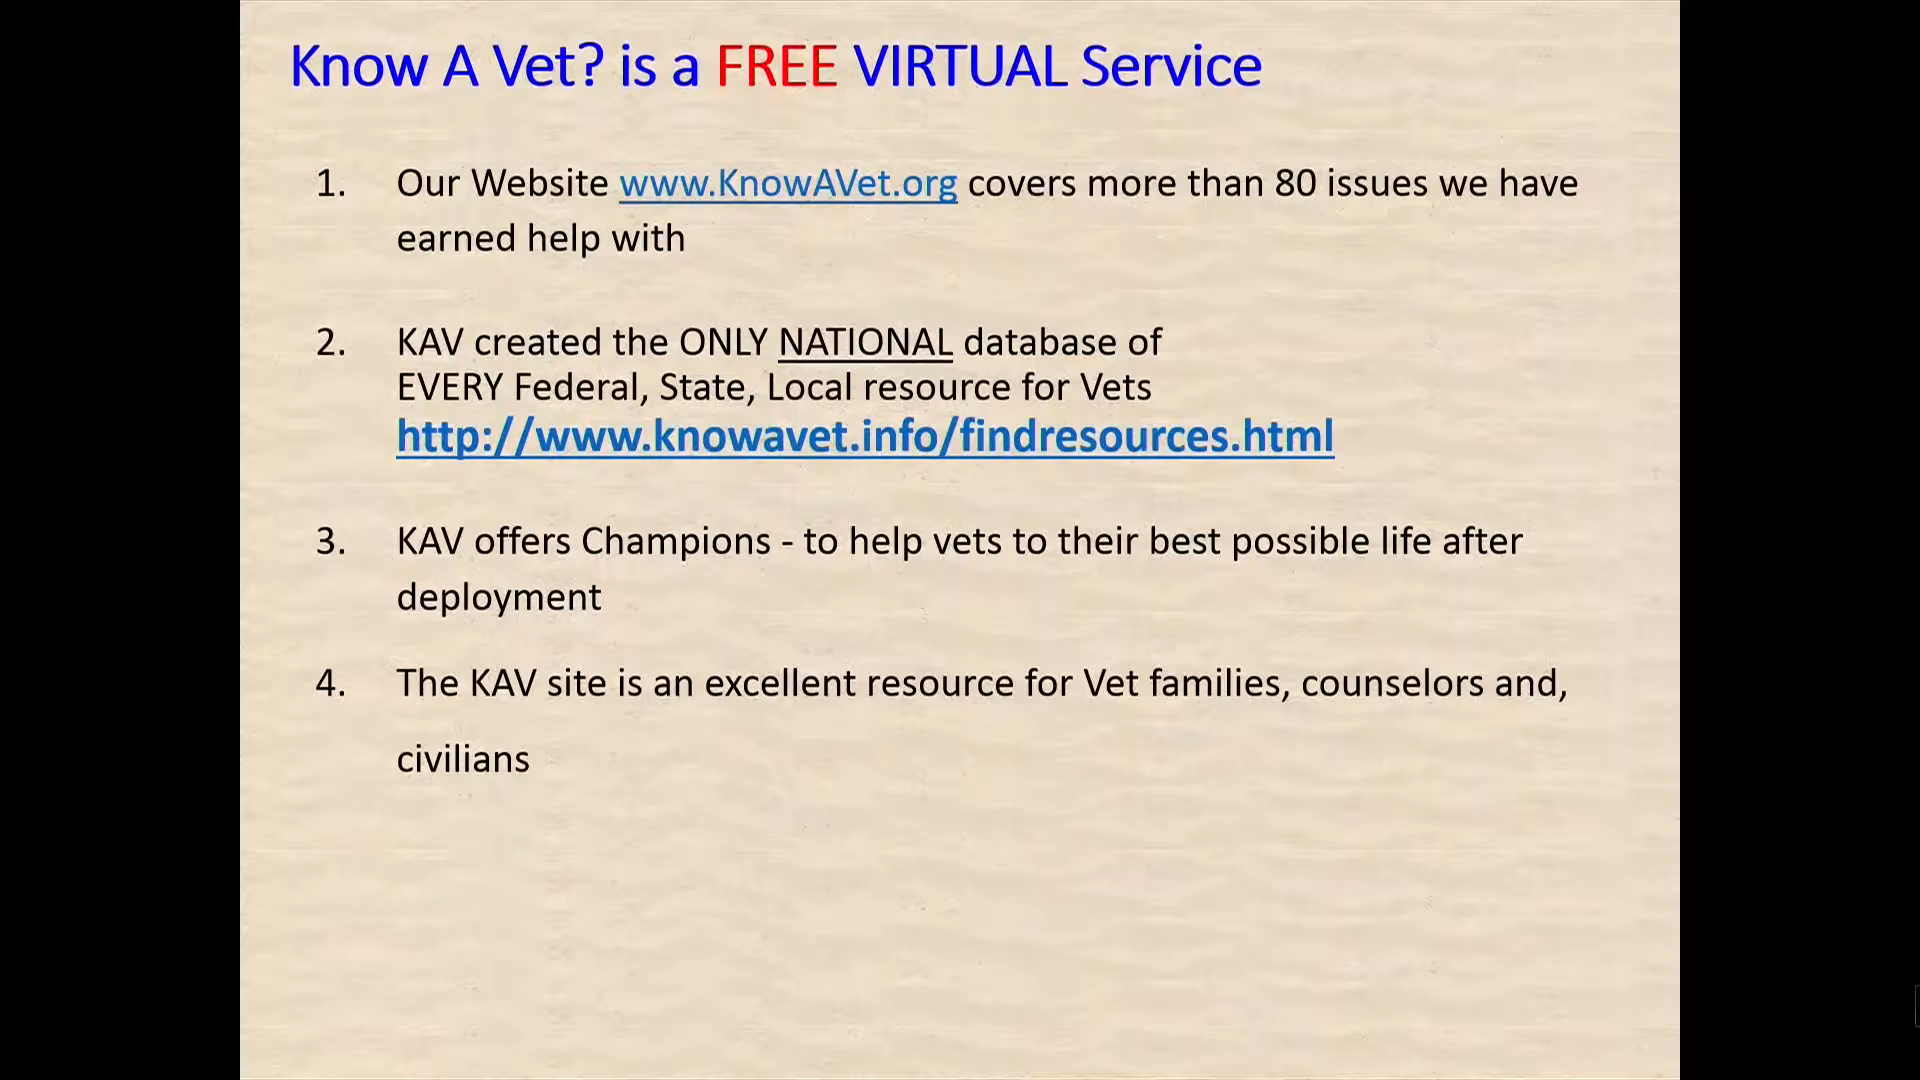 Know A Vet? is a FREE VIRTUAL Service
1. Our Website www.KnowAVet.org covers more than 80 issues we have
earned help with
2. KAV created the ONLY NATIONAL database of
EVERY Federal, State, Local resource for Vets
http://www.knowavet.info/findresources.html
3. KAV offers Champions - to help vets to their best possible life after
deployment
4. The KAV site is an excellent resource for Vet families, counselors and,
civilians